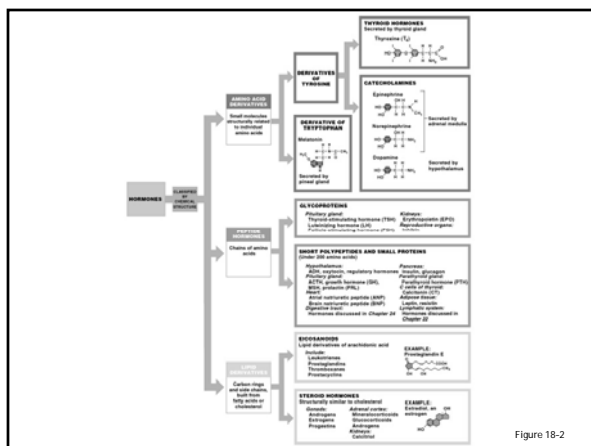 HORMONES
CLASSIFIED
BY
CHEMICAL
STRUCTURE
AMINO ACID
DERIVATIVES
Small molecules
structurally related
to individual
amino acids
DERIVATIVES
OF
TYROSINE
THYROID HORMONES
Secreted by thyroid gland
Thyroxine (T₄)
CATECHOLAMINES
Epinephrine
Norepinephrine
Secreted by
adrenal medulla
Dopamine
Secreted by
hypothalamus
DERIVATIVE OF
TRYPTOPHAN
Melatonin
Secreted by
pineal gland
PEPTIDE
HORMONES
Chains of amino
acids
GLYCOPROTEINS
Pituitary gland:
Thyroid-stimulating hormone (TSH)
Luteinizing hormone (LH)
Kidneys:
Erythropoietin (EPO)
Reproductive organs:
SHORT POLYPEPTIDES AND SMALL PROTEINS
(Under 200 amino acids)
Hypothalamus:
ADH, oxytocin, regulatory hormones
Pituitary gland:
ACTH, growth hormone (GH),
MSH, prolactin (PRL)
Heart:
Atrial natriuretic peptide (ANP)
Brain natriuretic peptide (BNP)
Digestive tract:
Hormones discussed in Chapter 24
Pancreas:
Insulin, glucagon
Parathyroid gland:
Parathyroid hormone (PTH)
C cells of thyroid:
Calcitonin (CT)
Adipose tissue:
Leptin, resistin
Lymphatic system:
Hormones discussed in
Chapter 22
LIPID
DERIVATIVES
Carbon rings
and side chains,
built from
fatty acids or
cholesterol
EICOSANOIDS
Lipid derivatives of arachidonic acid
Include:
Leukotrienes
Prostaglandins
Thromboxanes
Prostacyclins
EXAMPLE:
Prostaglandin E
STEROID HORMONES
Structurally similar to cholesterol
Gonads:
Androgens
Estrogens
Progestins
Adrenal cortex:
Mineralocorticoids
Glucocorticoids
Androgens
Kidneys:
Calcitriol
EXAMPLE:
Estradiol, an
estrogen
Figure 18-2